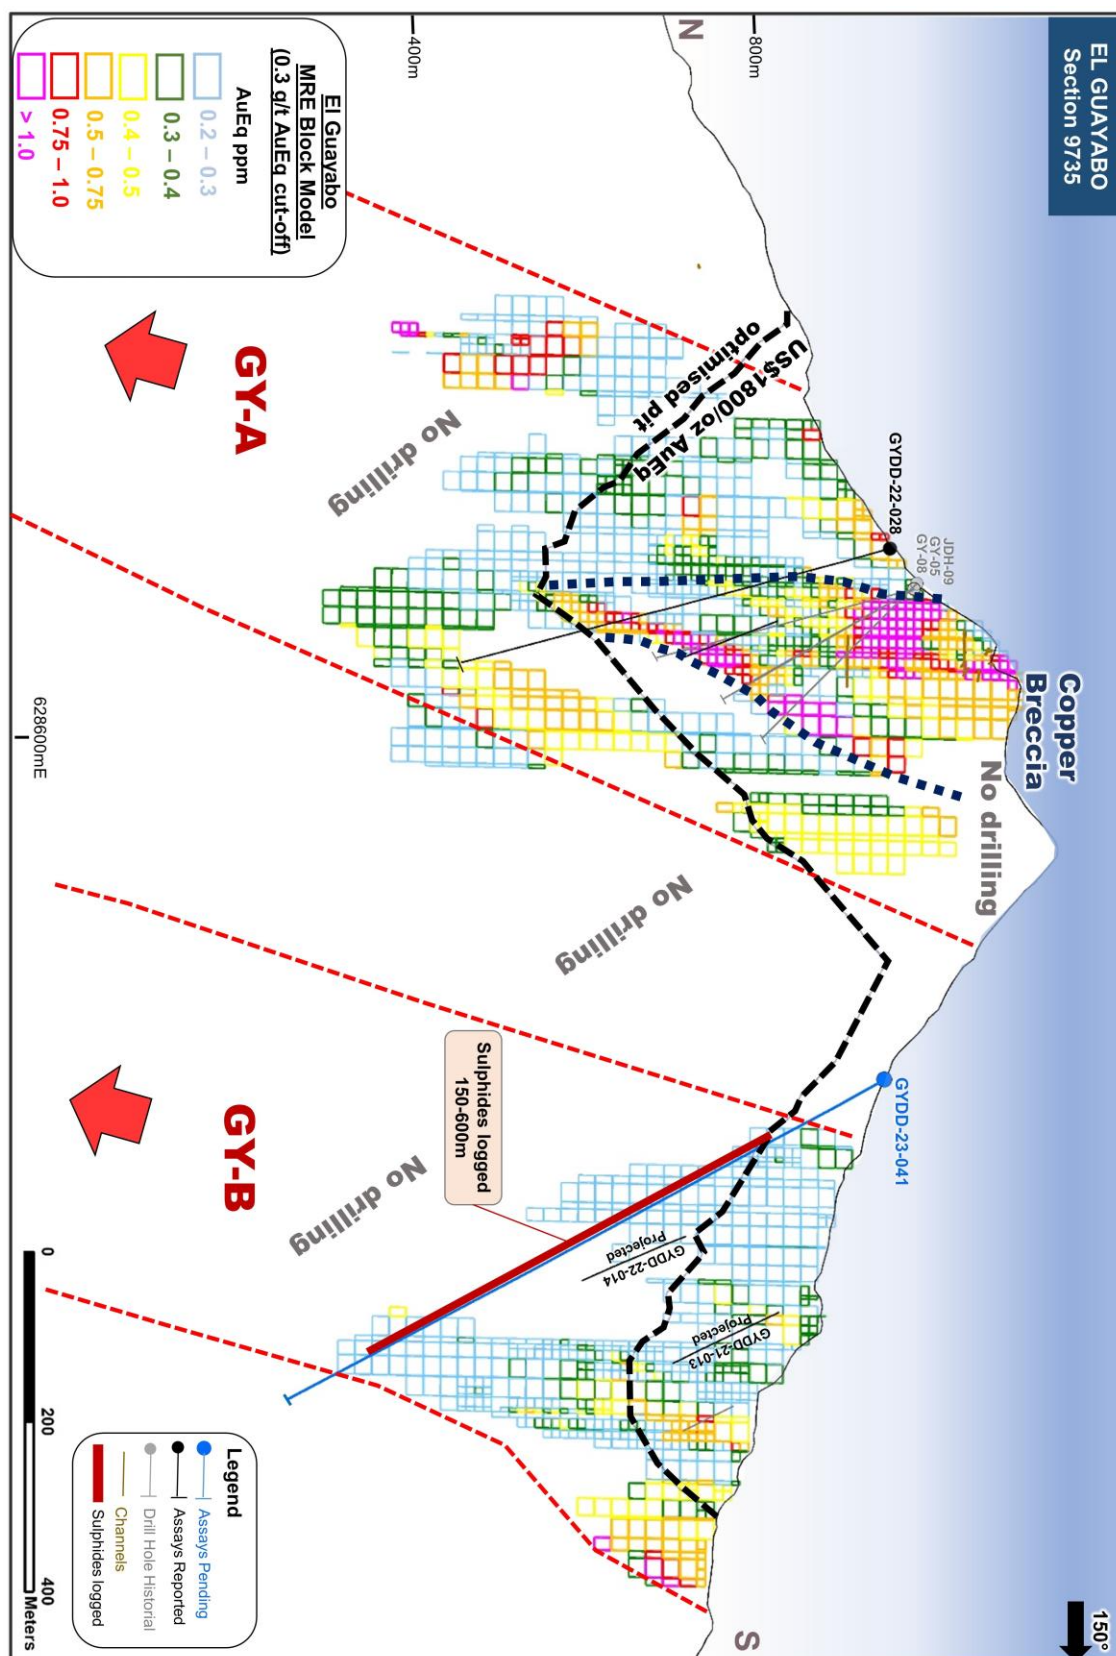 EL GUAYABO
Section 9735
150°
N
S
800m
400m
Copper
Breccia
GYDD-22-028
JDH-09
GY-05
GY-08
GYDD-23-041
No drilling
US$1800/oz AuEq
optimised pit
No drilling
No drilling
No drilling
GYDD-22-014
Projected
GYDD-21-013
Projected
Sulphides logged
150-600m
GY-A
GY-B
El Guayabo
MRE Block Model
(0.3 g/t AuEq cut-off)
AuEq ppm
0.2 – 0.3
0.3 – 0.4
0.4 – 0.5
0.5 – 0.75
0.75 – 1.0
> 1.0
628600mE
Legend
Assays Pending
Assays Reported
Drill Hole Historial
Channels
Sulphides logged
0
200
400
Meters